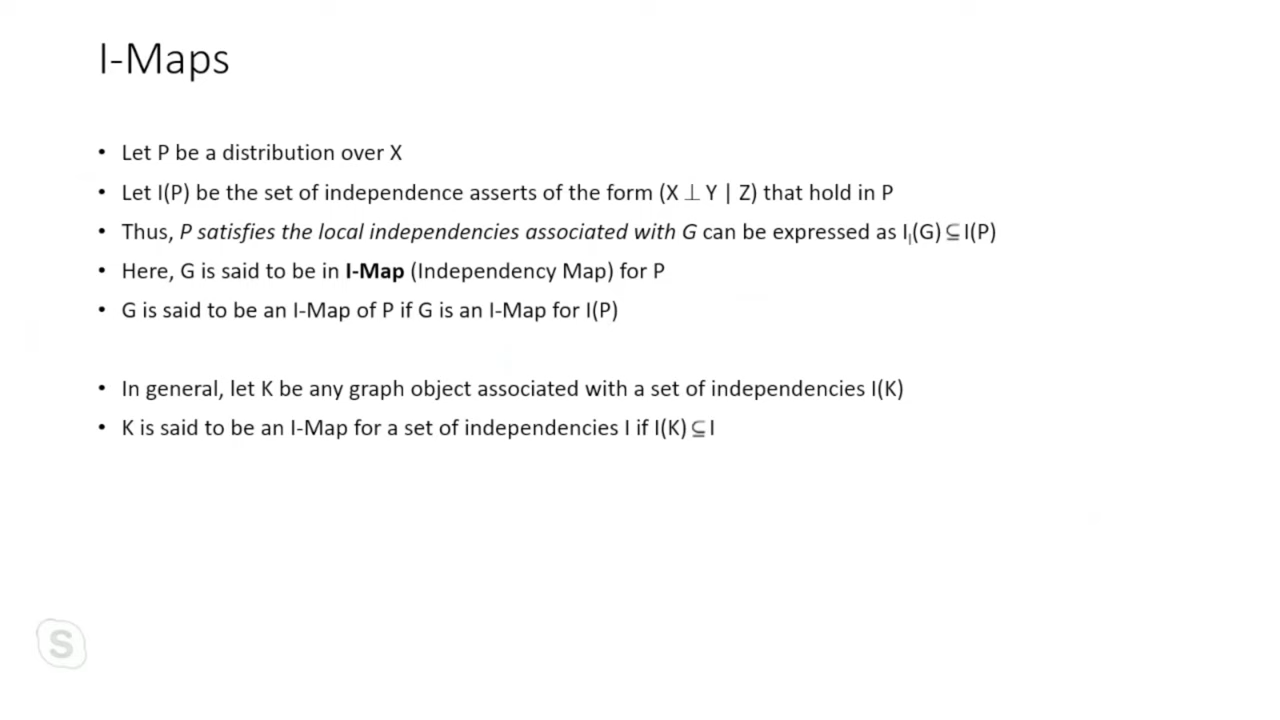 I-Maps
• Let P be a distribution over X
• Let I(P) be the set of independence asserts of the form (X ⊥ Y | Z) that hold in P
• Thus, P satisfies the local independencies associated with G can be expressed as Iₗ(G) ⊆ I(P)
• Here, G is said to be in I-Map (Independency Map) for P
• G is said to be an I-Map of P if G is an I-Map for I(P)
• In general, let K be any graph object associated with a set of independencies I(K)
• K is said to be an I-Map for a set of independencies I if I(K) ⊆ I
S